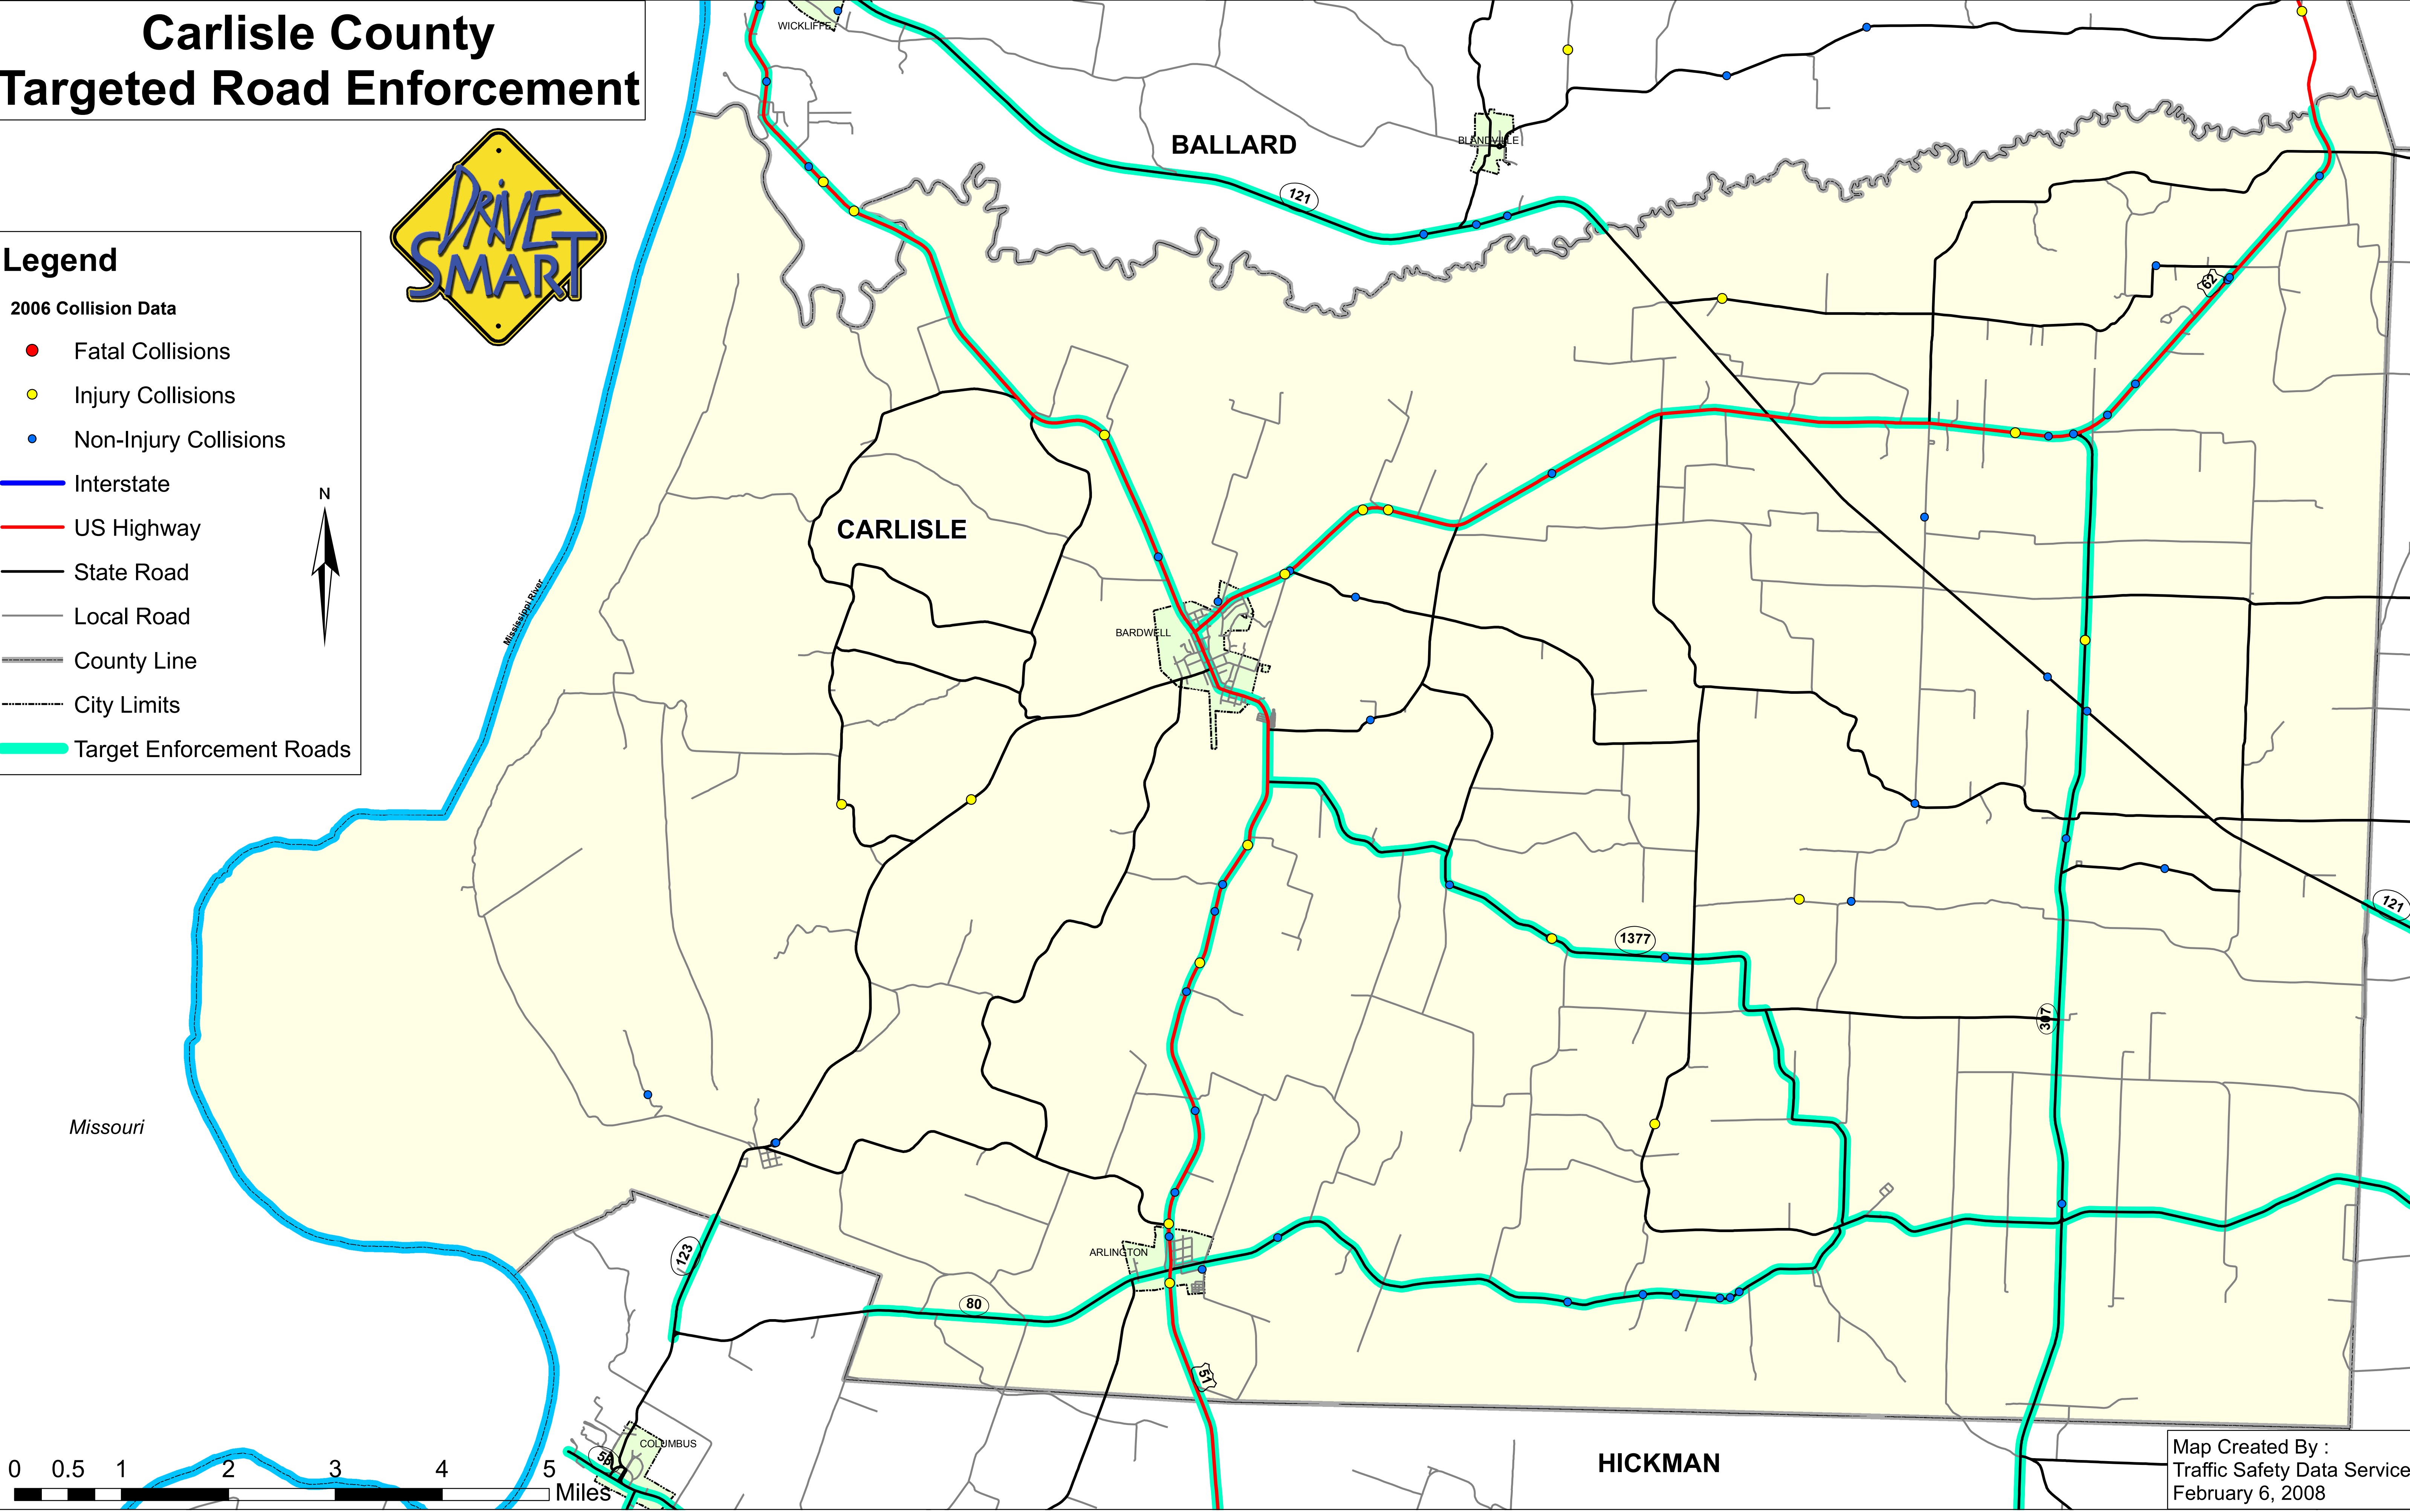 Carlisle County
Targeted Road Enforcement
DRIVE
SMART
Legend
2006 Collision Data
Fatal Collisions
Injury Collisions
Non-Injury Collisions
Interstate
US Highway
State Road
Local Road
County Line
City Limits
Target Enforcement Roads
N
WICKLIFFE
BALLARD
BLANDVILLE
121
62
CARLISLE
Mississippi River
BARDWELL
121
1377
307
Missouri
123
ARLINGTON
80
51
COLUMBUS
58
HICKMAN
0 0.5 1 2 3 4 5
Miles
Map Created By :
Traffic Safety Data Service
February 6, 2008